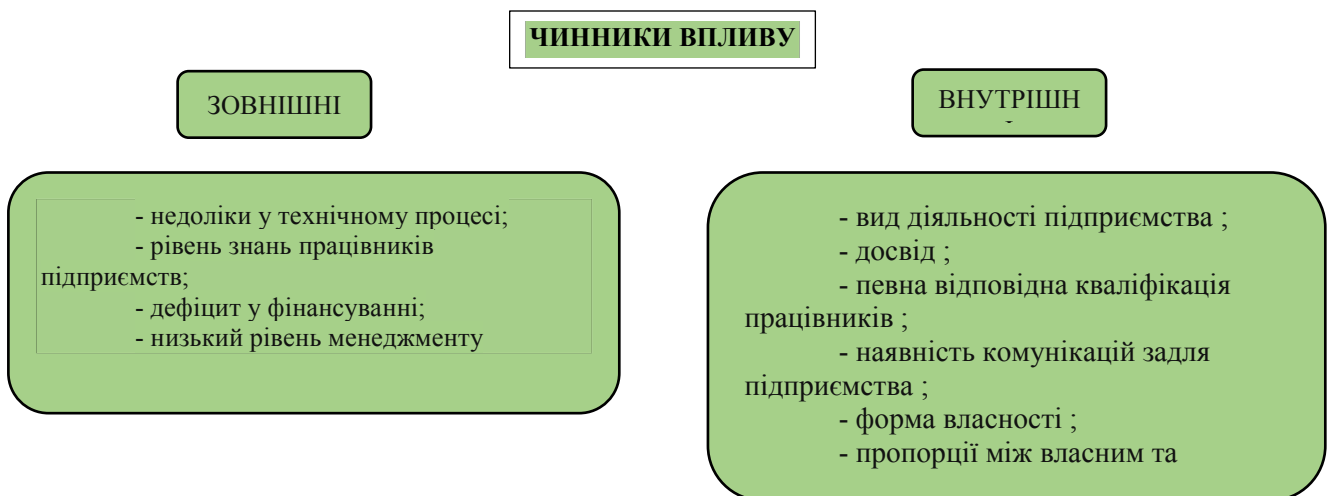 ЧИННИКИ ВПЛИВУ
ЗОВНІШНІ
ВНУТРІШН
- недоліки у технічному процесі;
- рівень знань працівників
підприємств;
- дефіцит у фінансуванні;
- низький рівень менеджменту
- вид діяльності підприємства ;
- досвід ;
- певна відповідна кваліфікація
працівників ;
- наявність комунікацій задля
підприємства ;
- форма власності ;
- пропорції між власним та